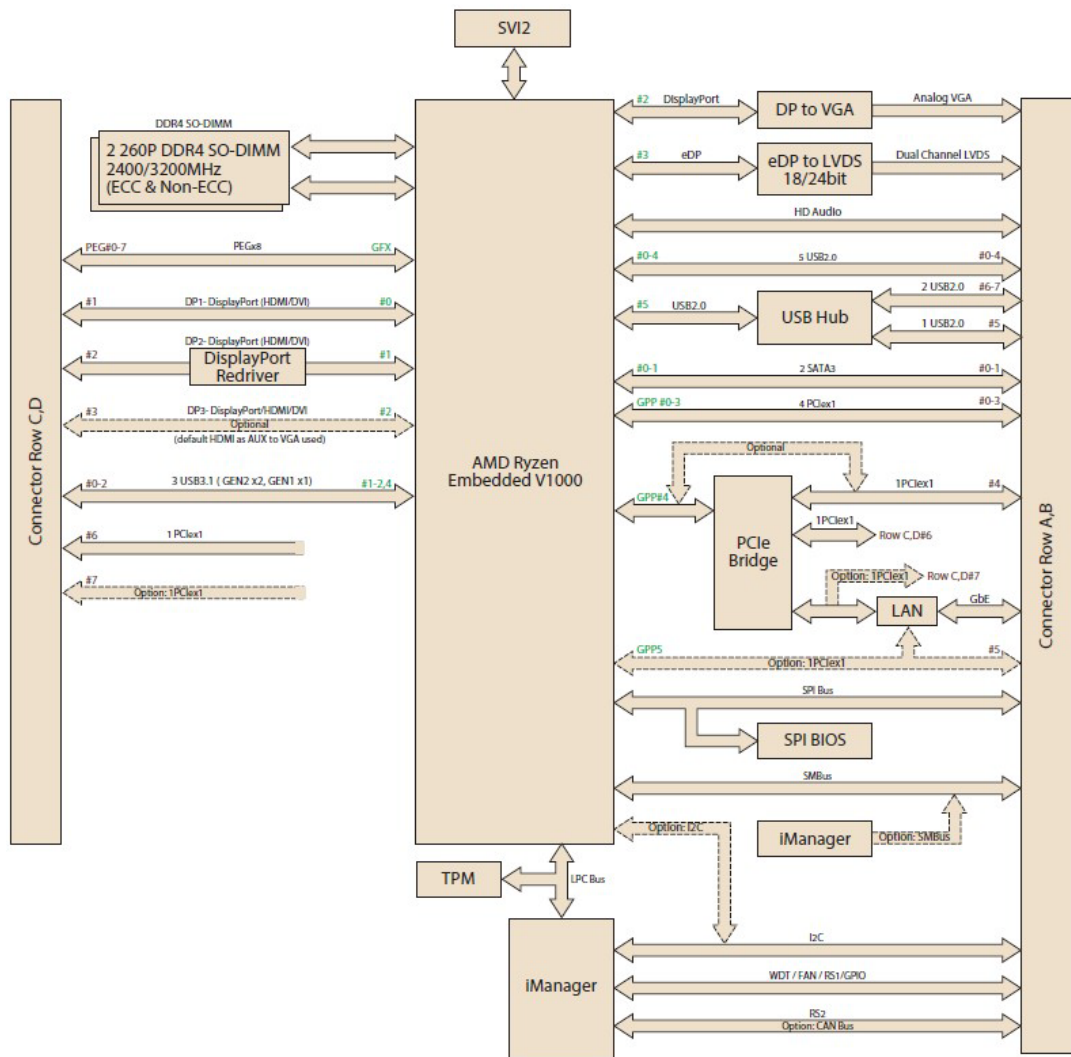 SVI2
Connector Row C,D
DDR4 SO-DIMM
2 260P DDR4 SO-DIMM
2400/3200MHz
(ECC & Non-ECC)
PEG#0-7
PEGx8
GFX
#1
DP1- DisplayPort (HDMI/DVI)
#0
DP2- DisplayPort (HDMI/DVI)
#2
DisplayPort
Redriver
#1
#3
DP3- DisplayPort/HDMI/DVI
#2
Optional
(default HDMI as AUX to VGA used)
#0-2
3 USB3.1 ( GEN2 x2, GEN1 x1)
#1-2,4
#6
1 PCIex1
#7
Option: 1PCIex1
AMD Ryzen
Embedded V1000
#2
DisplayPort
DP to VGA
Analog VGA
#3
eDP
eDP to LVDS
18/24bit
Dual Channel LVDS
HD Audio
#0-4
5 USB2.0
#0-4
#5
USB2.0
USB Hub
2 USB2.0
#6-7
1 USB2.0
#5
#0-1
2 SATA3
#0-1
GPP #0-3
4 PCIex1
#0-3
Optional
GPP#4
PCIe
Bridge
1PCIex1
#4
1PCIex1
Row C,D#6
Option: 1PCIex1
Row C,D#7
LAN
GbE
GPP5
Option: 1PCIex1
#5
SPI Bus
SPI BIOS
SMBus
iManager
Option: SMBus
Option: I2C
TPM
LPC Bus
iManager
I2C
WDT / FAN / RS1/GPIO
RS2
Option: CAN Bus
Connector Row A,B